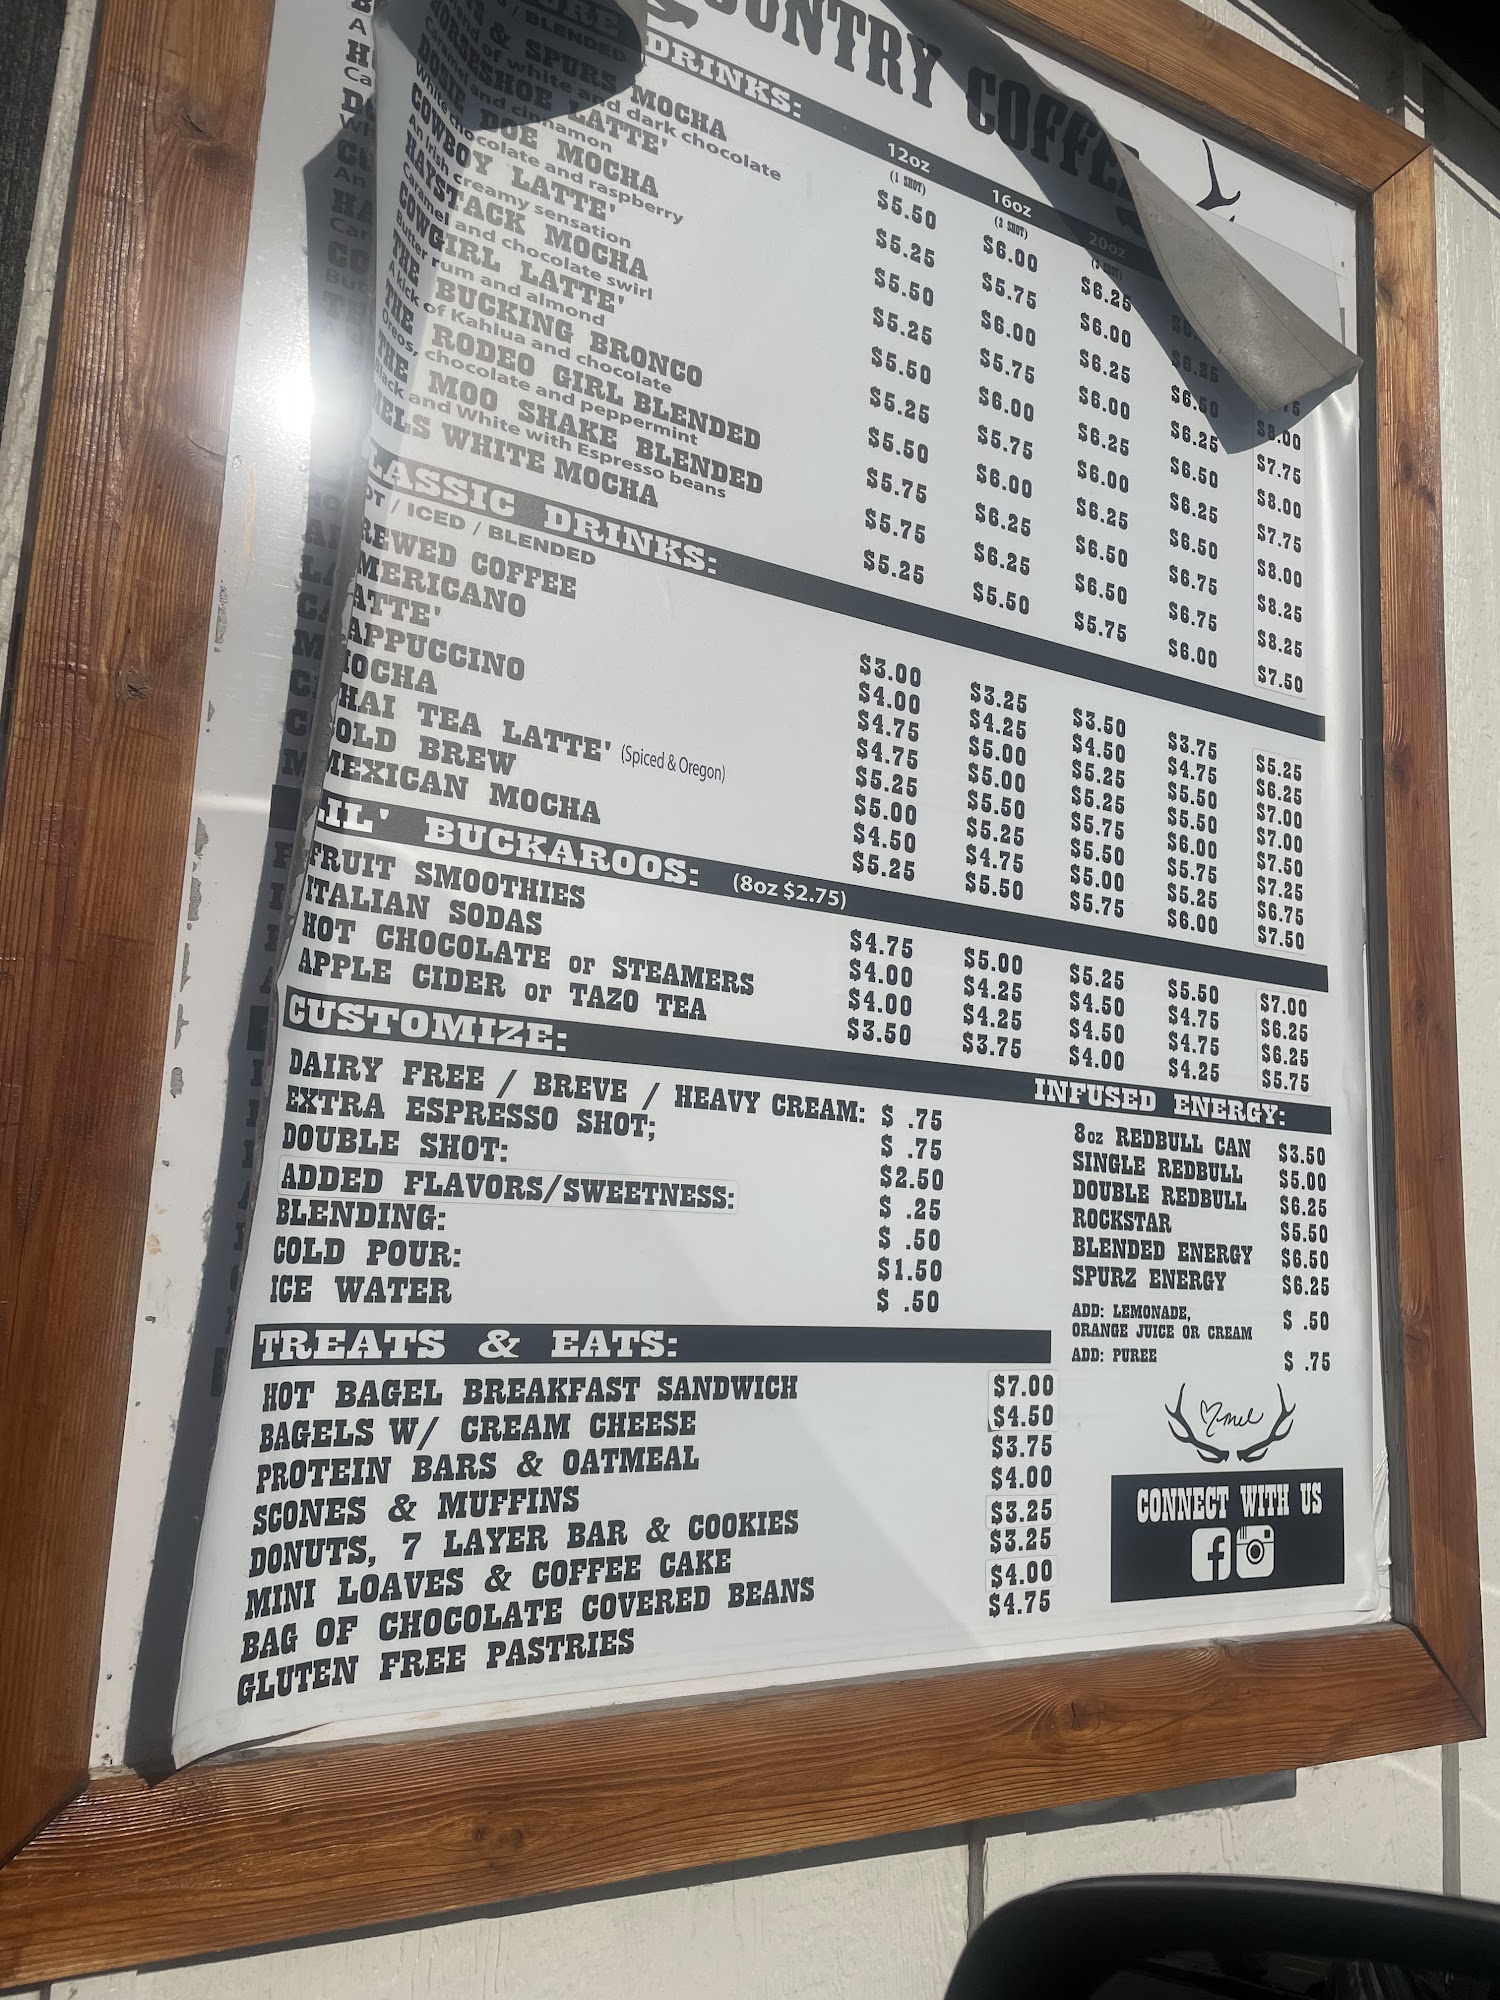 COUNTRY COFFEE
DRINKS: 12oz 16oz 20oz
/ BLENDED (1 SHOT) (2 SHOT)
& SPURS MOCHA $5.50 $6.00 $6.25
of white and dark chocolate
HORSESHOE LATTE' $5.25 $5.75 $6.00 $6.25
Caramel and cinnamon
ROSIE DOE MOCHA $5.50 $6.00 $6.25 $6.50 $8.00
White chocolate and raspberry
COWBOY LATTE' $5.25 $5.75 $6.00 $6.25 $7.75
An Irish creamy sensation
HAYSTACK MOCHA $5.50 $6.00 $6.25 $6.50 $8.00
Caramel and chocolate swirl
COWGIRL LATTE' $5.25 $5.75 $6.00 $6.25 $7.75
Butter rum and almond
THE BUCKING BRONCO $5.50 $6.00 $6.25 $6.50 $8.00
A kick of Kahlua and chocolate
THE RODEO GIRL BLENDED $5.75 $6.25 $6.50 $6.75 $8.25
Oreos, chocolate and peppermint
THE MOO SHAKE BLENDED $5.75 $6.25 $6.50 $6.75 $8.25
Black and White with Espresso beans
MELS WHITE MOCHA $5.25 $5.50 $5.75 $6.00 $7.50
CLASSIC DRINKS:
HOT / ICED / BLENDED
BREWED COFFEE $3.00 $3.25 $3.50 $3.75 $5.25
AMERICANO $4.00 $4.25 $4.50 $4.75 $6.25
LATTE' $4.75 $5.00 $5.25 $5.50 $7.00
CAPPUCCINO $4.75 $5.00 $5.25 $5.50 $7.00
MOCHA $5.25 $5.50 $5.75 $6.00 $7.50
CHAI TEA LATTE' (Spiced & Oregon) $5.00 $5.25 $5.50 $5.75 $7.25
COLD BREW $4.50 $4.75 $5.00 $5.25 $6.75
MEXICAN MOCHA $5.25 $5.50 $5.75 $6.00 $7.50
LIL' BUCKAROOS: (8oz $2.75)
FRUIT SMOOTHIES $4.75 $5.00 $5.25 $5.50 $7.00
ITALIAN SODAS $4.00 $4.25 $4.50 $4.75 $6.25
HOT CHOCOLATE or STEAMERS $4.00 $4.25 $4.50 $4.75 $6.25
APPLE CIDER or TAZO TEA $3.50 $3.75 $4.00 $4.25 $5.75
CUSTOMIZE:
DAIRY FREE / BREVE / HEAVY CREAM: $ .75
EXTRA ESPRESSO SHOT; $ .75
DOUBLE SHOT: $2.50
ADDED FLAVORS/SWEETNESS: $ .25
BLENDING: $ .50
COLD POUR: $1.50
ICE WATER $ .50
INFUSED ENERGY:
8oz REDBULL CAN $3.50
SINGLE REDBULL $5.00
DOUBLE REDBULL $6.25
ROCKSTAR $5.50
BLENDED ENERGY $6.50
SPURZ ENERGY $6.25
ADD: LEMONADE,
ORANGE JUICE OR CREAM $ .50
ADD: PUREE $ .75
TREATS & EATS:
HOT BAGEL BREAKFAST SANDWICH $7.00
BAGELS W/ CREAM CHEESE $4.50
PROTEIN BARS & OATMEAL $3.75
SCONES & MUFFINS $4.00
DONUTS, 7 LAYER BAR & COOKIES $3.25
MINI LOAVES & COFFEE CAKE $3.25
BAG OF CHOCOLATE COVERED BEANS $4.00
GLUTEN FREE PASTRIES $4.75
mel
CONNECT WITH US